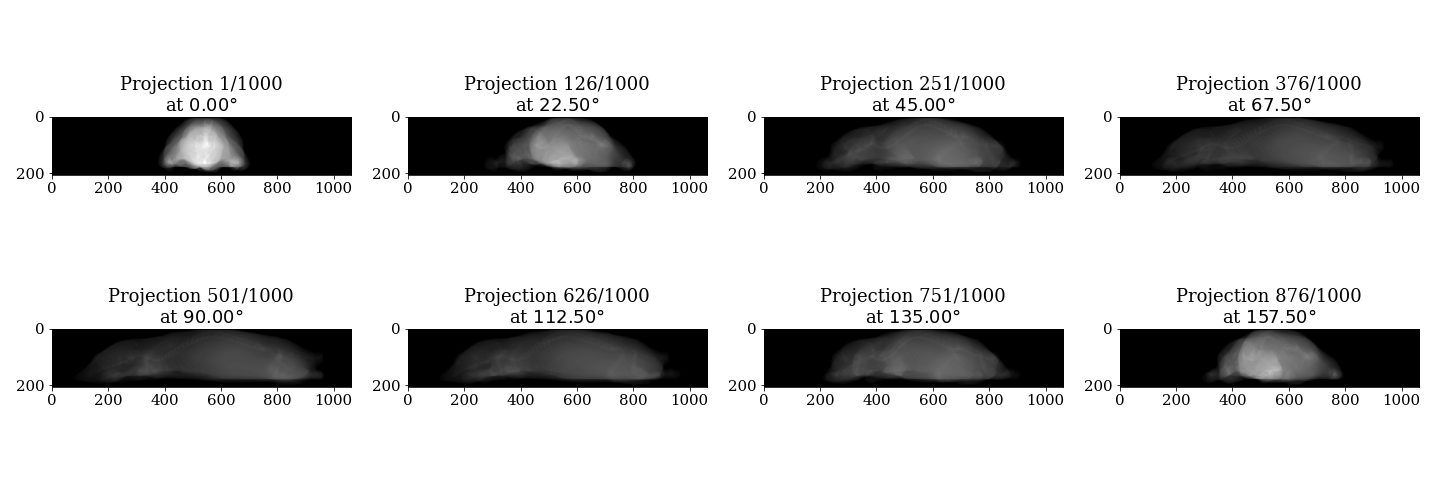 Projection 1/1000
at 0.00°
0
200
0 200 400 600 800 1000
Projection 126/1000
at 22.50°
0
200
0 200 400 600 800 1000
Projection 251/1000
at 45.00°
0
200
0 200 400 600 800 1000
Projection 376/1000
at 67.50°
0
200
0 200 400 600 800 1000
Projection 501/1000
at 90.00°
0
200
0 200 400 600 800 1000
Projection 626/1000
at 112.50°
0
200
0 200 400 600 800 1000
Projection 751/1000
at 135.00°
0
200
0 200 400 600 800 1000
Projection 876/1000
at 157.50°
0
200
0 200 400 600 800 1000